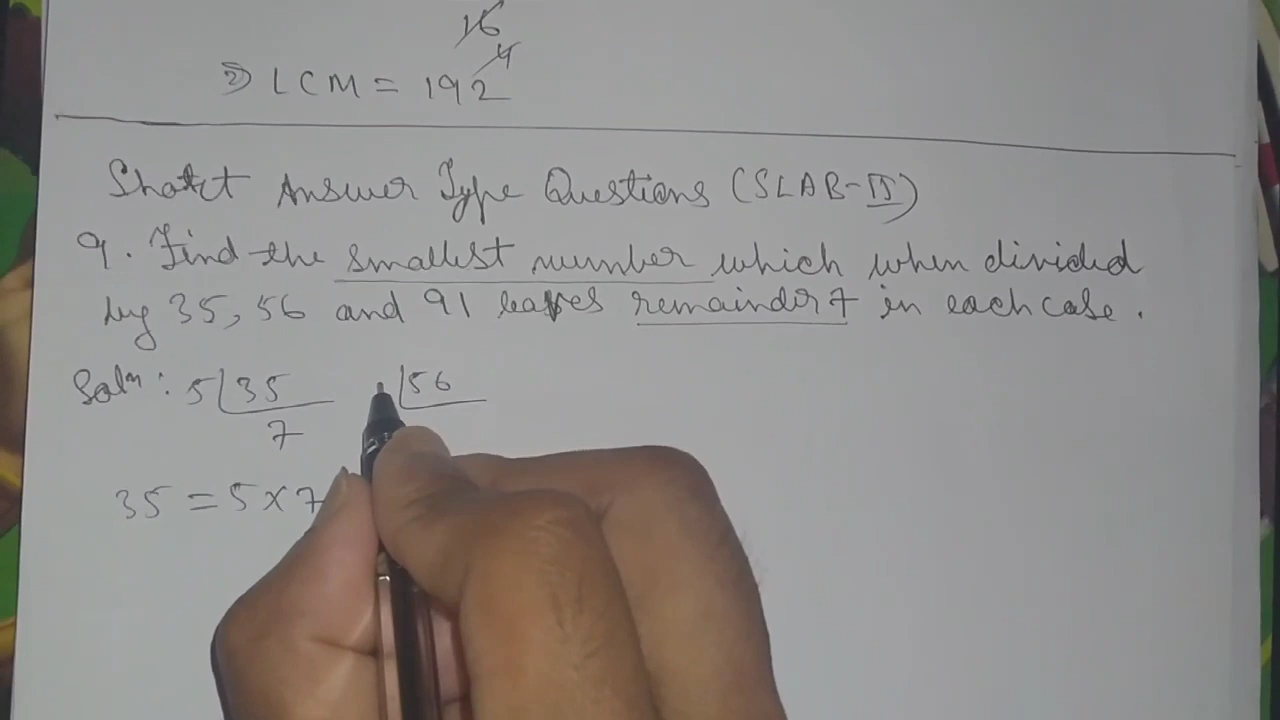 16
4
⇒ LCM = 192
Short Answer Type Questions (SLAB-II)
9. Find the smallest number which when divided
by 35, 56 and 91 leaves remainder 7 in each case.
Solⁿ: 5 35 56
7
35 = 5 × 7